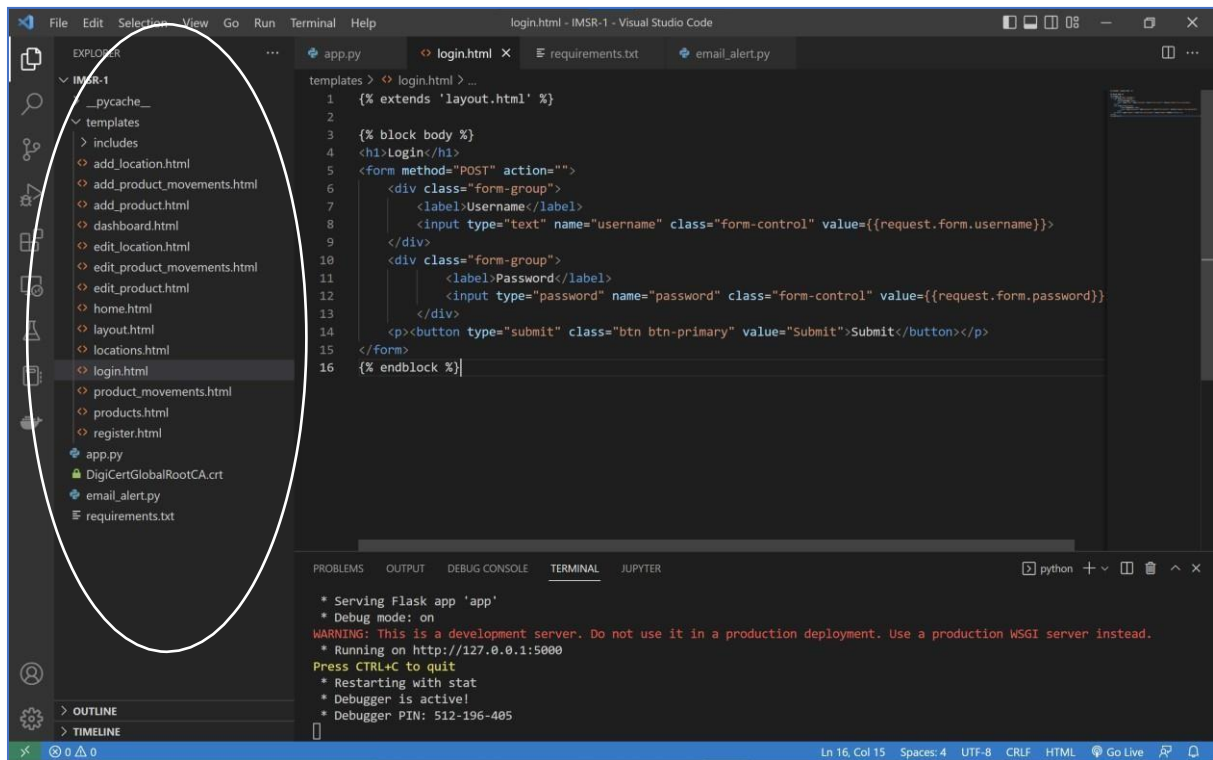 File Edit Selection View Go Run Terminal Help login.html - IMSR-1 - Visual Studio Code
EXPLORER
IMSR-1
__pycache__
templates
includes
add_location.html
add_product_movements.html
add_product.html
dashboard.html
edit_location.html
edit_product_movements.html
edit_product.html
home.html
layout.html
locations.html
login.html
product_movements.html
products.html
register.html
app.py
DigiCertGlobalRootCA.crt
email_alert.py
requirements.txt
OUTLINE
TIMELINE
app.py login.html requirements.txt email_alert.py
templates > login.html > ...
1 {% extends 'layout.html' %}
2
3 {% block body %}
4 <h1>Login</h1>
5 <form method="POST" action="">
6 <div class="form-group">
7 <label>Username</label>
8 <input type="text" name="username" class="form-control" value={{request.form.username}}>
9 </div>
10 <div class="form-group">
11 <label>Password</label>
12 <input type="password" name="password" class="form-control" value={{request.form.password}}
13 </div>
14 <p><button type="submit" class="btn btn-primary" value="Submit">Submit</button></p>
15 </form>
16 {% endblock %}
PROBLEMS OUTPUT DEBUG CONSOLE TERMINAL JUPYTER python
* Serving Flask app 'app'
* Debug mode: on
WARNING: This is a development server. Do not use it in a production deployment. Use a production WSGI server instead.
* Running on http://127.0.0.1:5000
Press CTRL+C to quit
* Restarting with stat
* Debugger is active!
* Debugger PIN: 512-196-405
0 0 Ln 16, Col 15 Spaces: 4 UTF-8 CRLF HTML Go Live